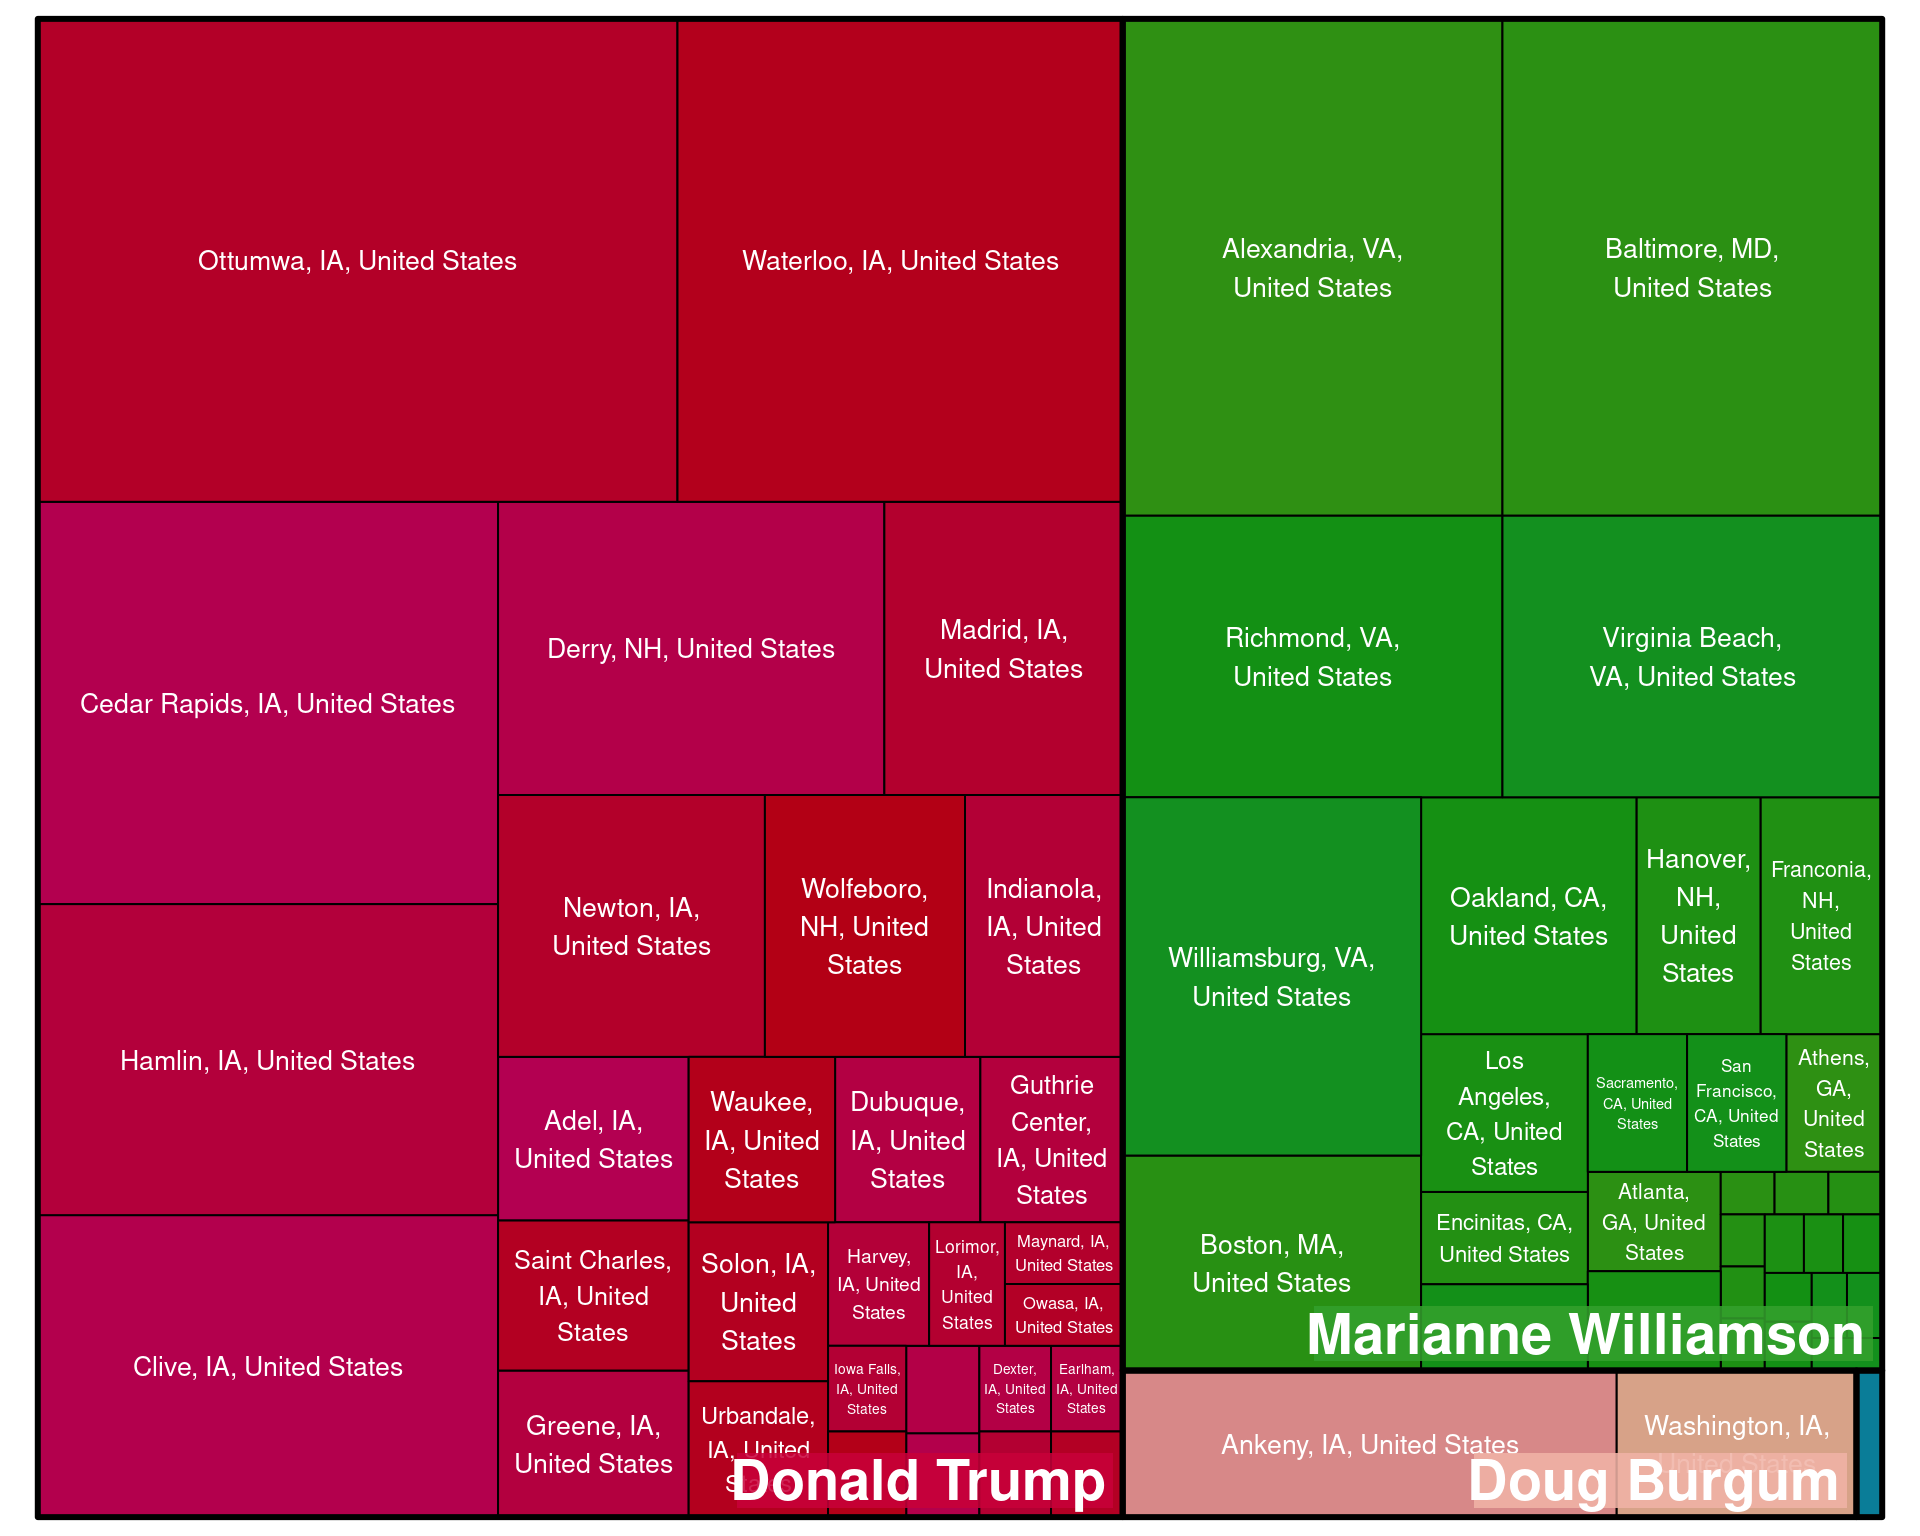 Ottumwa, IA, United States
Waterloo, IA, United States
Cedar Rapids, IA, United States
Derry, NH, United States
Madrid, IA,
United States
Hamlin, IA, United States
Newton, IA,
United States
Wolfeboro,
NH, United
States
Indianola,
IA, United
States
Clive, IA, United States
Adel, IA,
United States
Waukee,
IA, United
States
Dubuque,
IA, United
States
Guthrie
Center,
IA, United
States
Saint Charles,
IA, United
States
Solon, IA,
United
States
Harvey,
IA, United
States
Lorimor,
IA,
United
States
Maynard, IA,
United States
Owasa, IA,
United States
Greene, IA,
United States
Urbandale,
IA, United
States
Iowa Falls,
IA, United
States
Dexter,
IA, United
States
Earlham,
IA, United
States
Donald Trump
Alexandria, VA,
United States
Baltimore, MD,
United States
Richmond, VA,
United States
Virginia Beach,
VA, United States
Williamsburg, VA,
United States
Oakland, CA,
United States
Hanover,
NH,
United
States
Franconia,
NH,
United
States
Los
Angeles,
CA, United
States
Sacramento,
CA, United
States
San
Francisco,
CA, United
States
Athens,
GA,
United
States
Boston, MA,
United States
Encinitas, CA,
United States
Atlanta,
GA, United
States
Marianne Williamson
Ankeny, IA, United States
Washington, IA,
United States
Doug Burgum